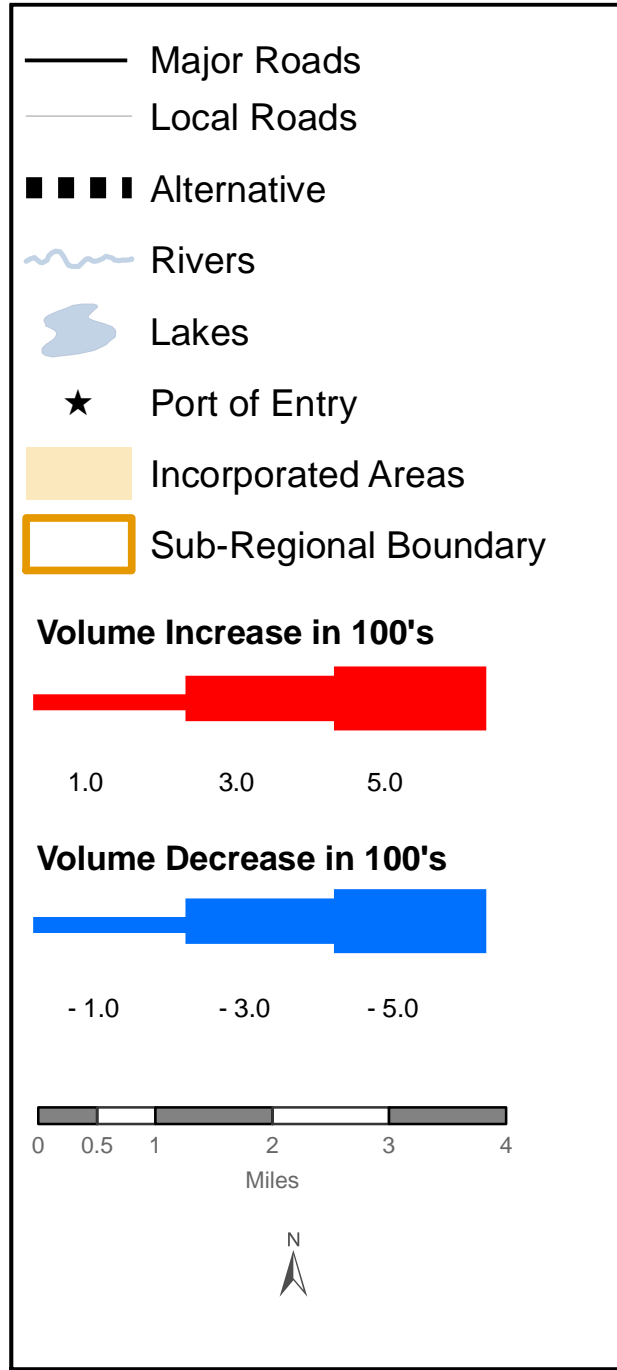 Major Roads
Local Roads
Alternative
Rivers
Lakes
Port of Entry
Incorporated Areas
Sub-Regional Boundary
Volume Increase in 100's
1.0 3.0 5.0
Volume Decrease in 100's
- 1.0 - 3.0 - 5.0
0 0.5 1 2 3 4
Miles
N